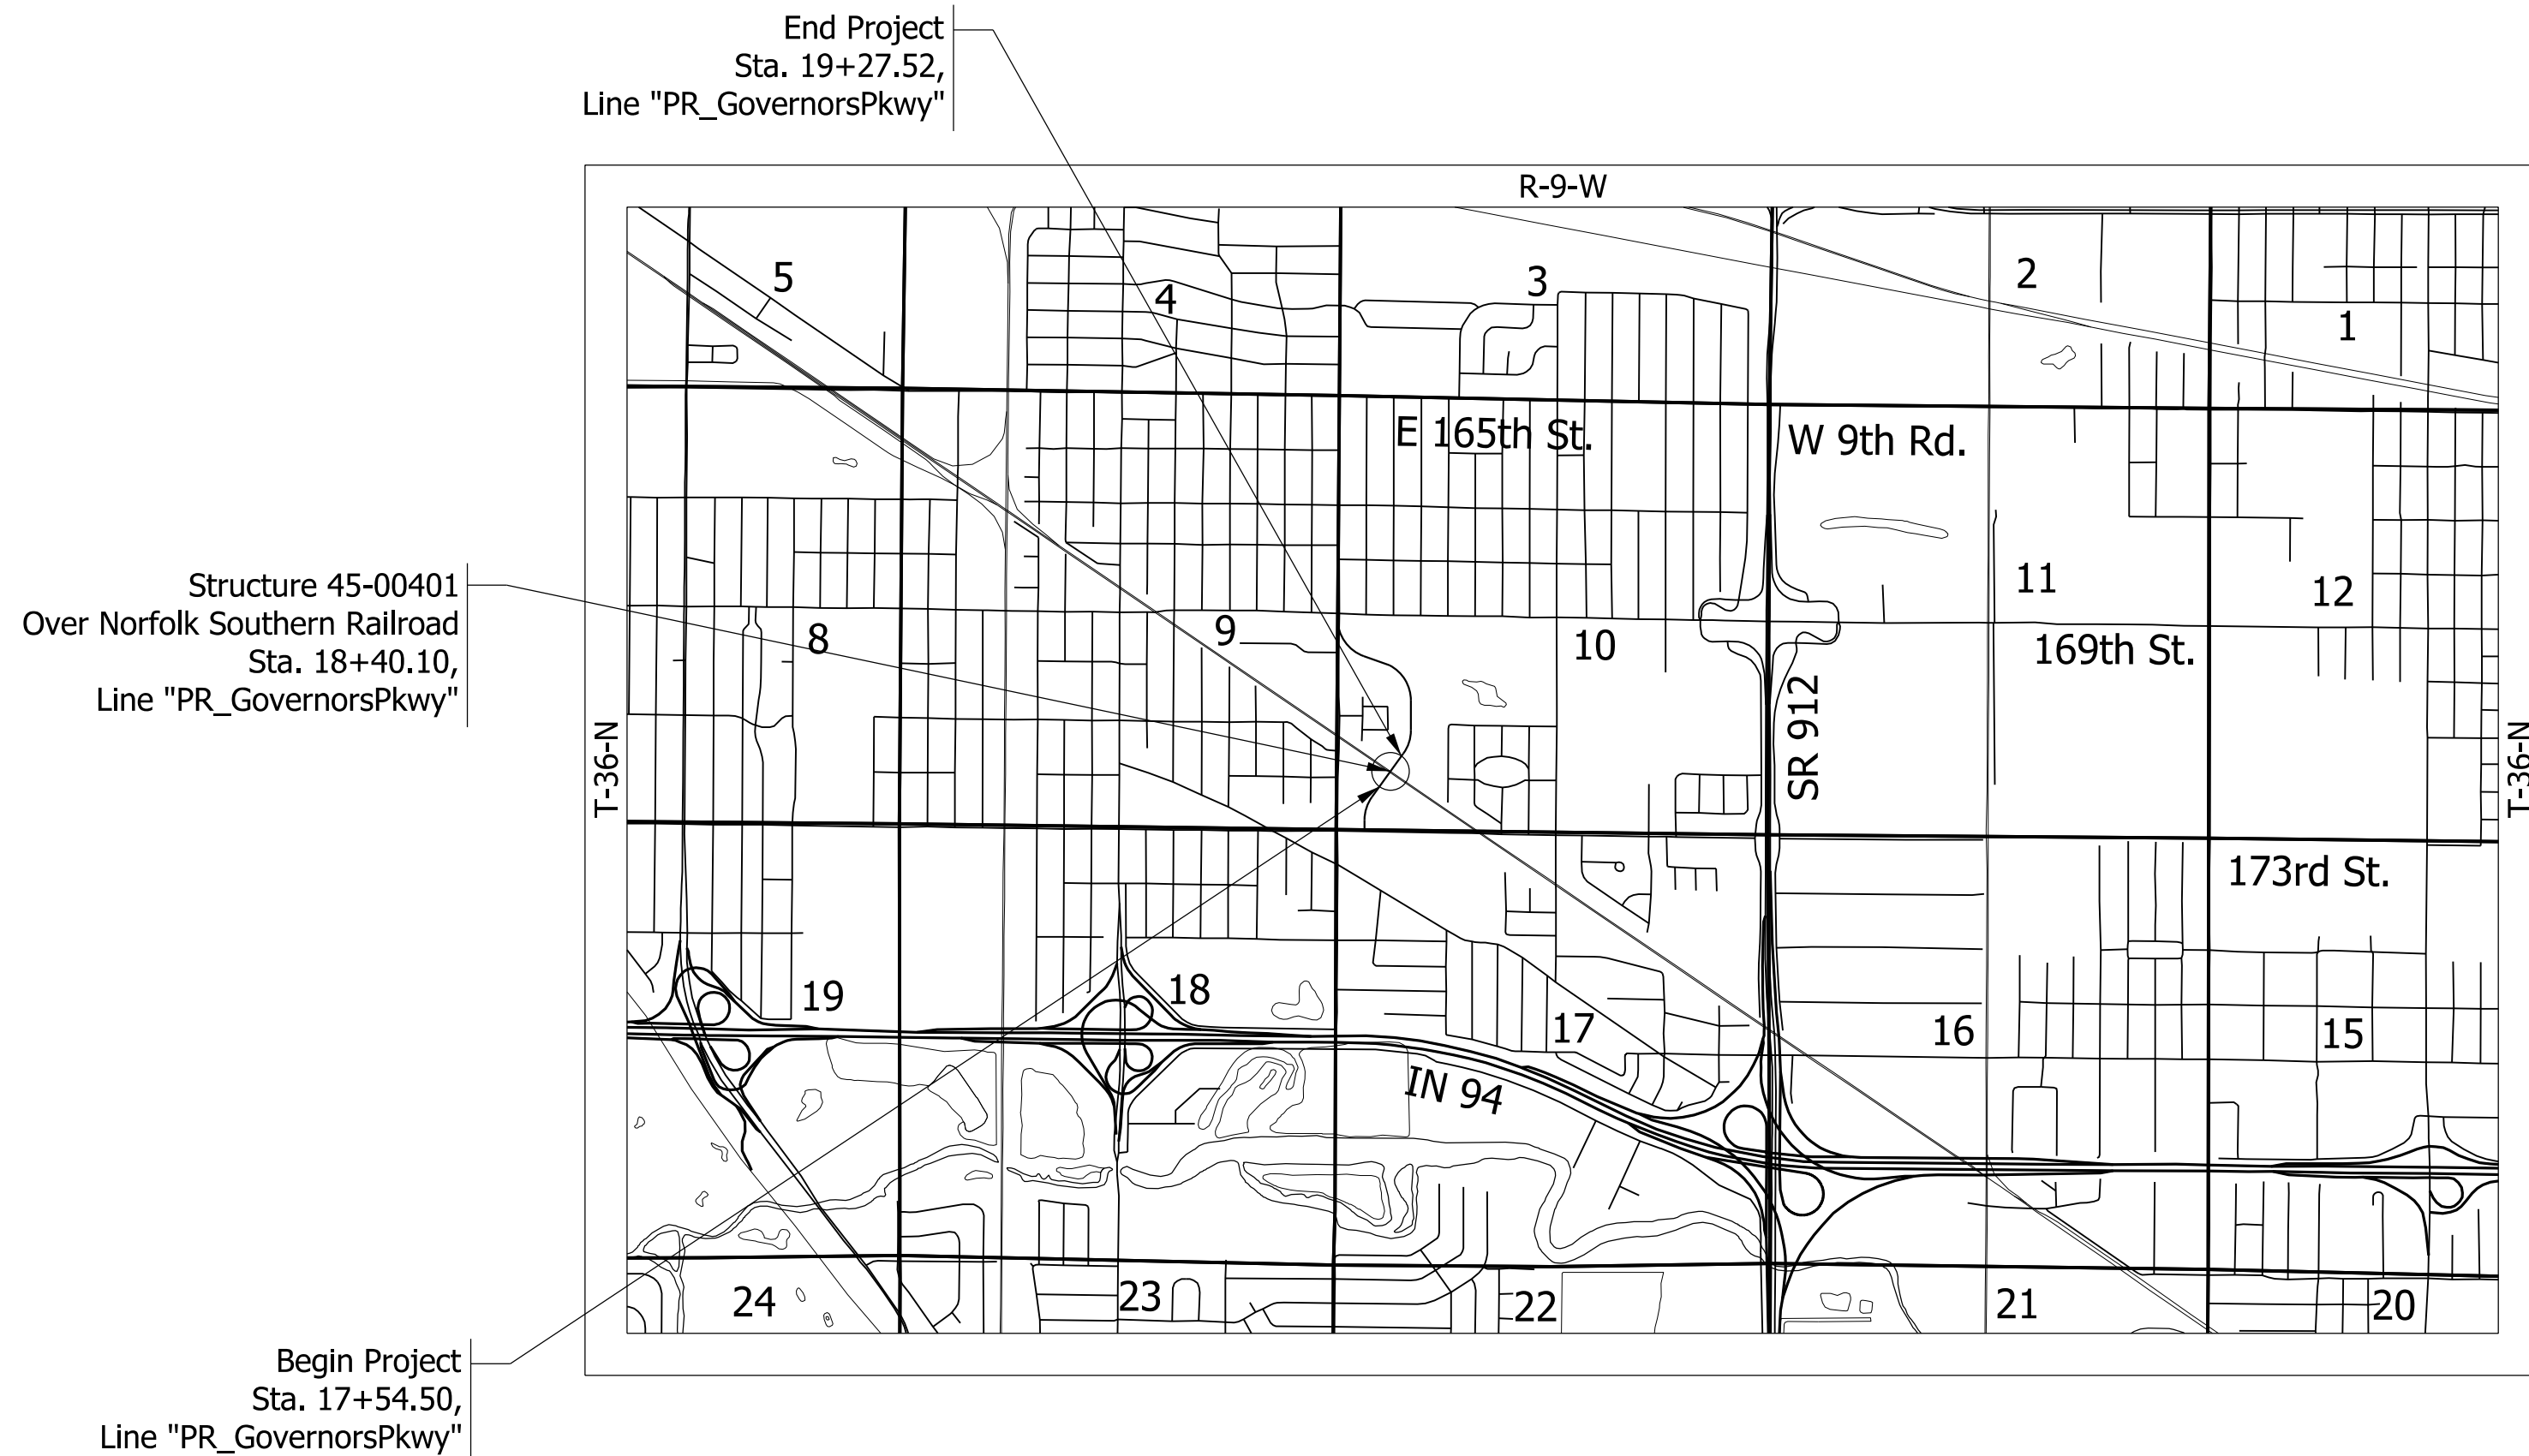 End Project
Sta. 19+27.52,
Line "PR_GovernorsPkwy"
R-9-W
5
4
3
2
1
E 165th St.
W 9th Rd.
Structure 45-00401
Over Norfolk Southern Railroad
Sta. 18+40.10,
Line "PR_GovernorsPkwy"
8
9
10
11
12
169th St.
T-36-N
SR 912
T-36-N
173rd St.
19
18
17
16
15
IN 94
24
23
22
21
20
Begin Project
Sta. 17+54.50,
Line "PR_GovernorsPkwy"